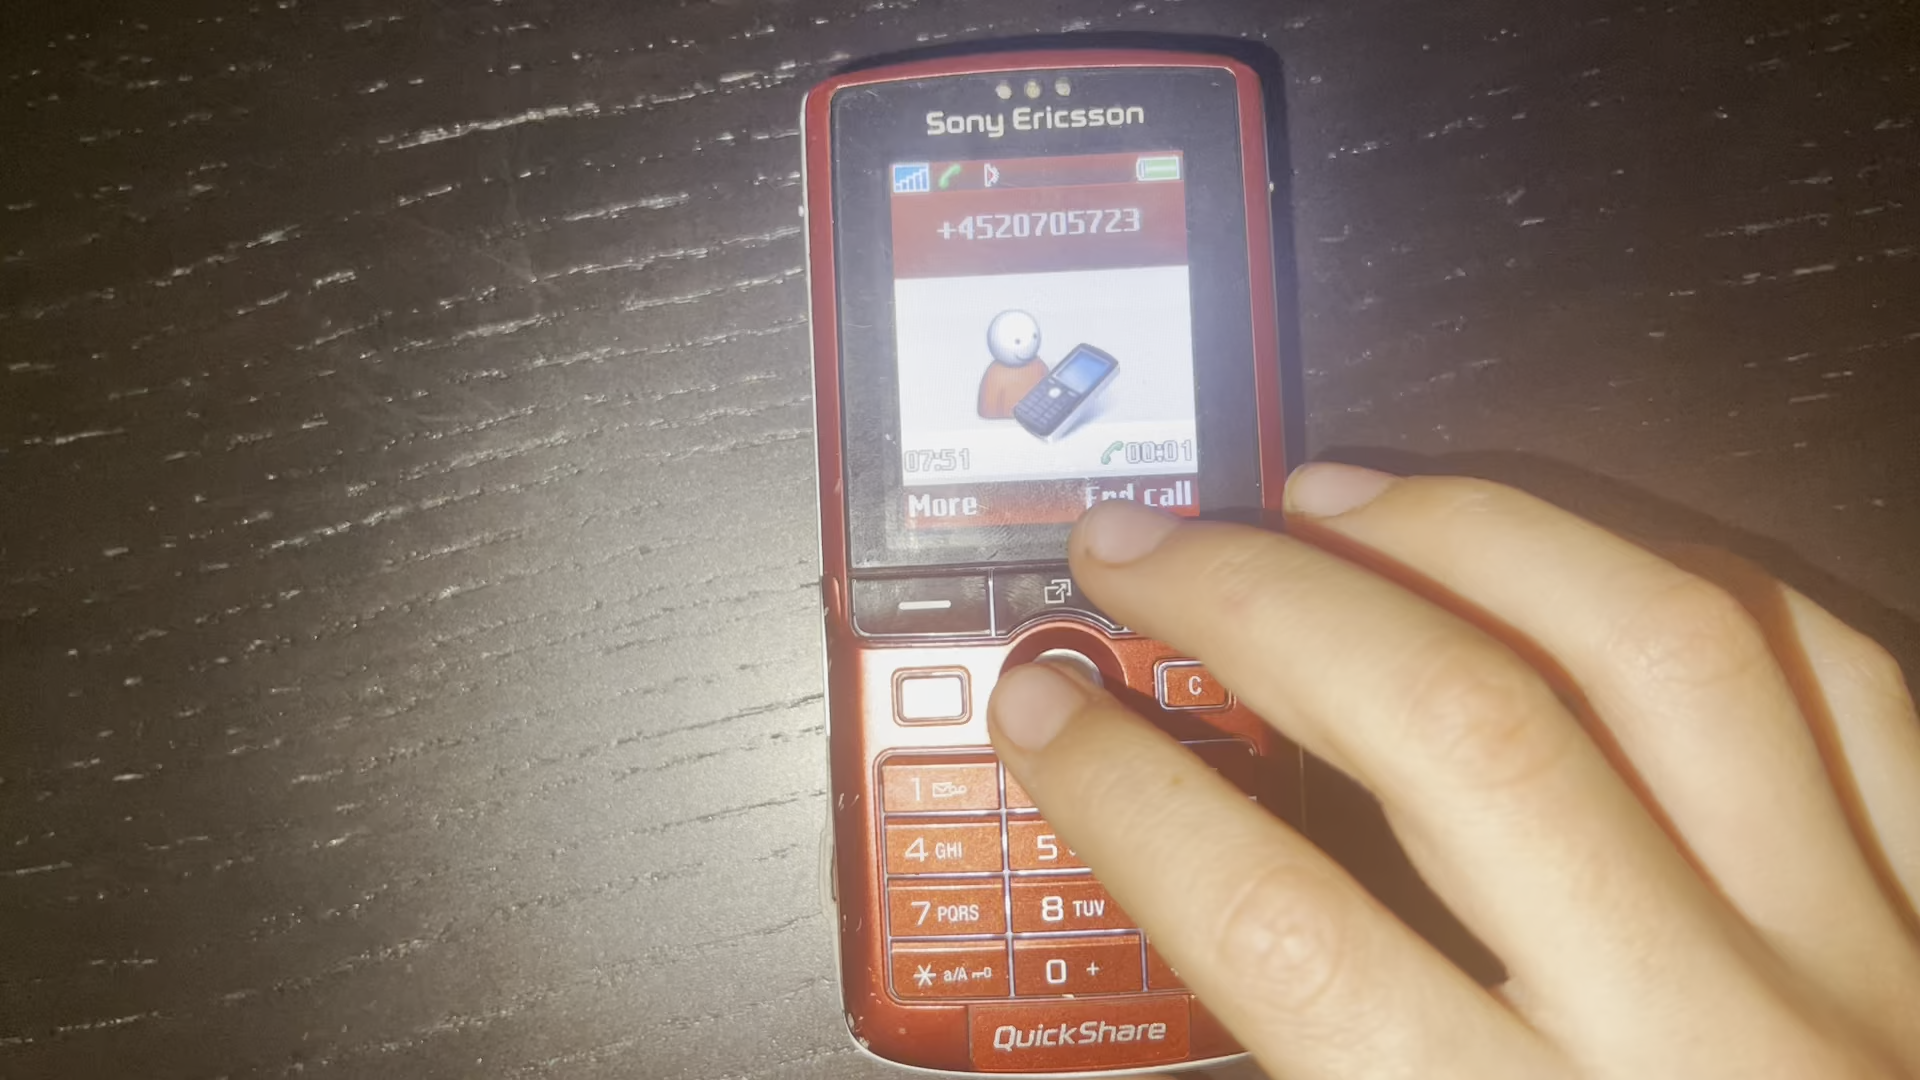 Sony Ericsson
+4520705723
07:51 00:01
More End call
C
1
4 GHI 5
7 PQRS 8 TUV
* a/A 0 +
QuickShare